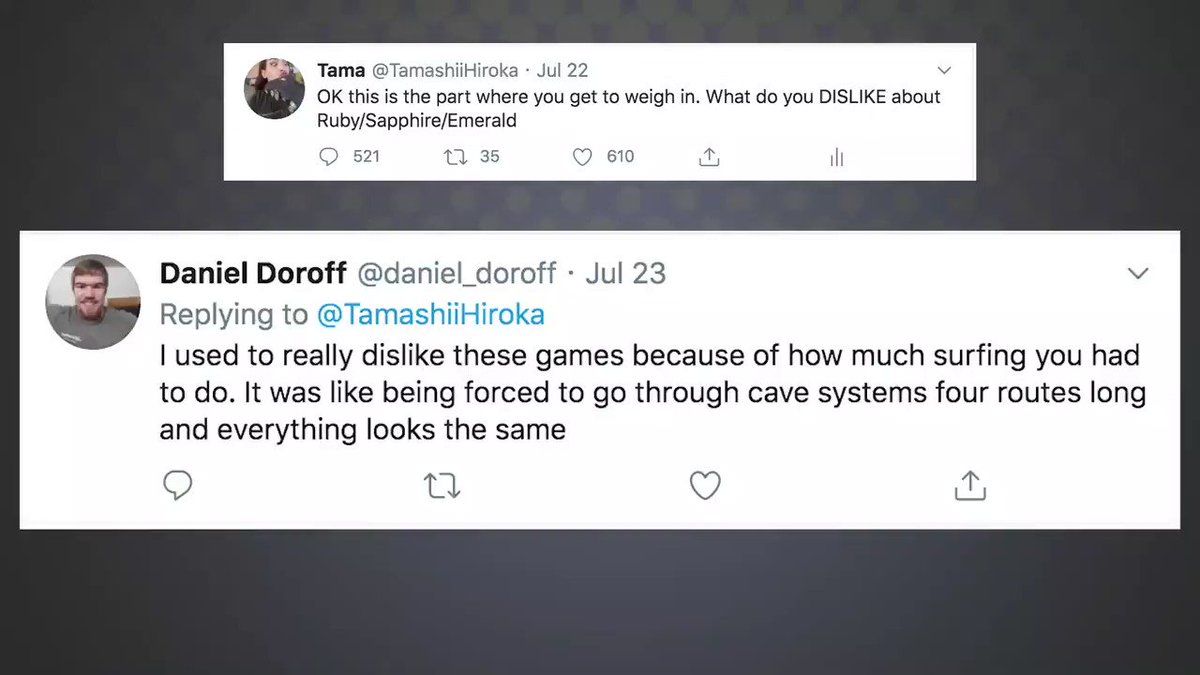 Tama @TamashiiHiroka · Jul 22
OK this is the part where you get to weigh in. What do you DISLIKE about
Ruby/Sapphire/Emerald
521 35 610
Daniel Doroff @daniel_doroff · Jul 23
Replying to @TamashiiHiroka
I used to really dislike these games because of how much surfing you had
to do. It was like being forced to go through cave systems four routes long
and everything looks the same